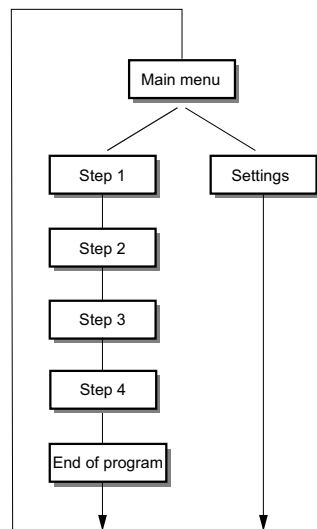 Main menu
Step 1
Settings
Step 2
Step 3
Step 4
End of program